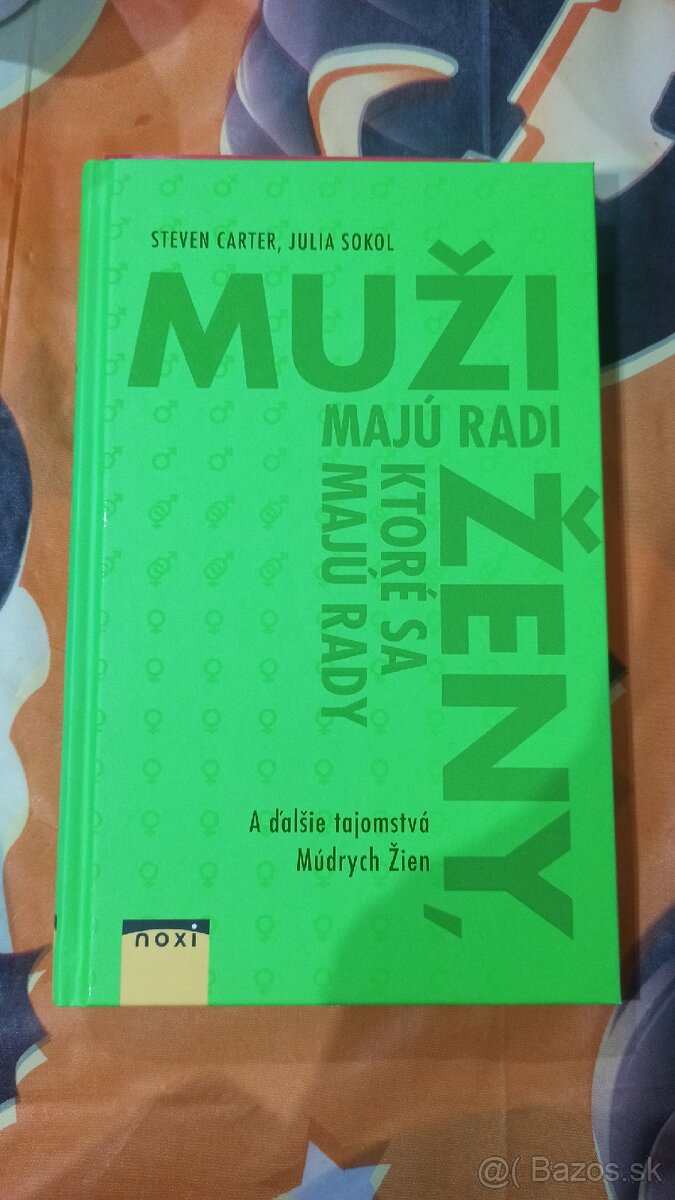 STEVEN CARTER, JULIA SOKOL
MUŽI
MAJÚ RADI
ŽENY,
KTORÉ SA
MAJÚ RADY
A ďalšie tajomstvá
Múdrych Žien
noxi
@( Bazos.sk